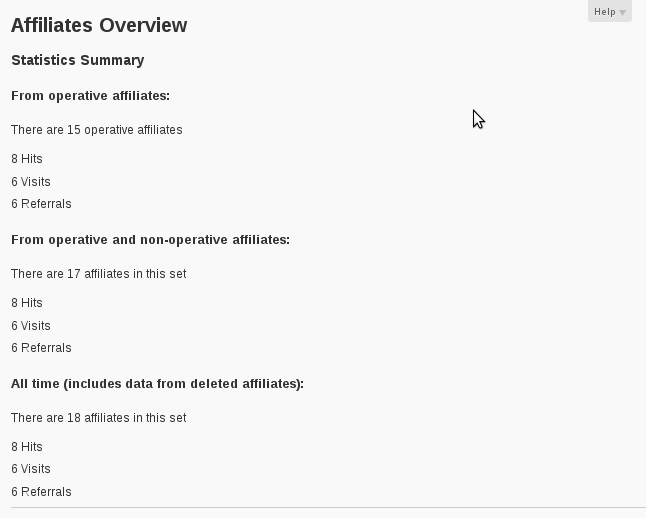 Help
Affiliates Overview
Statistics Summary
From operative affiliates:
There are 15 operative affiliates
8 Hits
6 Visits
6 Referrals
From operative and non-operative affiliates:
There are 17 affiliates in this set
8 Hits
6 Visits
6 Referrals
All time (includes data from deleted affiliates):
There are 18 affiliates in this set
8 Hits
6 Visits
6 Referrals